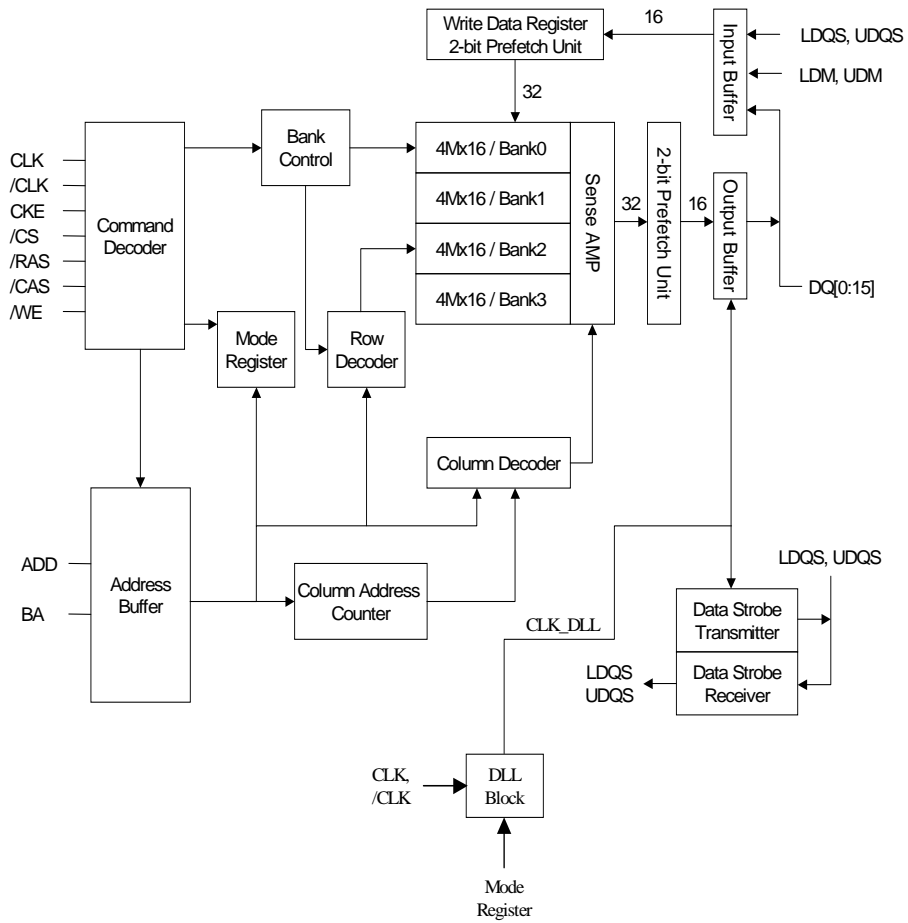 Write Data Register
2-bit Prefetch Unit
16
Input Buffer
LDQS, UDQS
LDM, UDM
32
Bank
Control
4Mx16 / Bank0
4Mx16 / Bank1
4Mx16 / Bank2
4Mx16 / Bank3
Sense AMP
32
2-bit Prefetch Unit
16
Output Buffer
DQ[0:15]
CLK
/CLK
CKE
/CS
/RAS
/CAS
/WE
Command
Decoder
Mode
Register
Row
Decoder
Column Decoder
ADD
BA
Address
Buffer
Column Address
Counter
CLK_DLL
LDQS, UDQS
Data Strobe
Transmitter
Data Strobe
Receiver
LDQS
UDQS
CLK,
/CLK
DLL
Block
Mode
Register